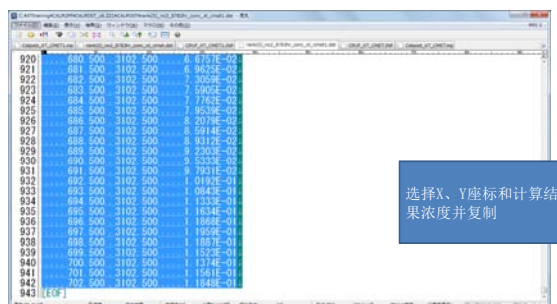 920 680.500 3102.500 6.6757E-02
921 681.500 3102.500 6.9625E-02
922 682.500 3102.500 7.3059E-02
923 683.500 3102.500 7.5905E-02
924 684.500 3102.500 7.7762E-02
925 685.500 3102.500 7.9539E-02
926 686.500 3102.500 8.2079E-02
927 687.500 3102.500 8.5914E-02
928 688.500 3102.500 8.9312E-02
929 689.500 3102.500 9.2303E-02
930 690.500 3102.500 9.5333E-02
931 691.500 3102.500 9.7931E-02
932 692.500 3102.500 1.0192E-01
933 693.500 3102.500 1.0843E-01
934 694.500 3102.500 1.1333E-01
935 695.500 3102.500 1.1634E-01
936 696.500 3102.500 1.1868E-01
937 697.500 3102.500 1.1959E-01
938 698.500 3102.500 1.1887E-01
939 699.500 3102.500 1.1523E-01
940 700.500 3102.500 1.1374E-01
941 701.500 3102.500 1.1561E-01
942 702.500 3102.500 1.1848E-01
943 [EOF]
选择X、Y座标和计算结
果浓度并复制